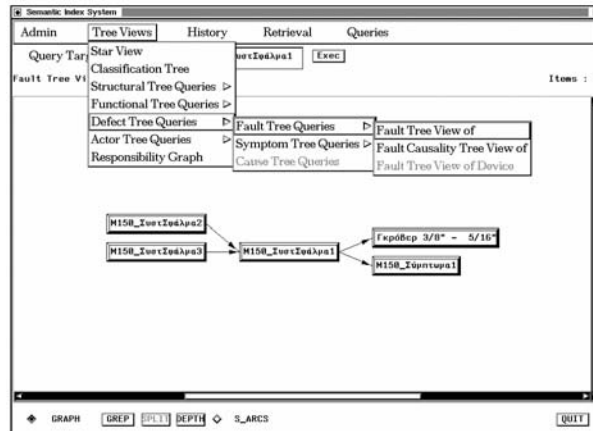 Semantic Index System
Admin Tree Views History Retrieval Queries
Query Tar
υστΣφάλμα1 Exec
Star View
Classification Tree
Fault Tree Vi
Items :
Structural Tree Queries
Functional Tree Queries
Defect Tree Queries
Fault Tree Queries
Fault Tree View of
Actor Tree Queries
Symptom Tree Queries
Fault Causality Tree View of
Responsibility Graph
Cause Tree Queries
Fault Tree View of Device
M150_ΣυστΣφάλμα2
Γκρόβερ 3/8" - 5/16"
M150_ΣυστΣφάλμα3
M150_ΣυστΣφάλμα1
M150_Σύμπτωμα1
GRAPH GREP SPLIT DEPTH S_ARCS QUIT